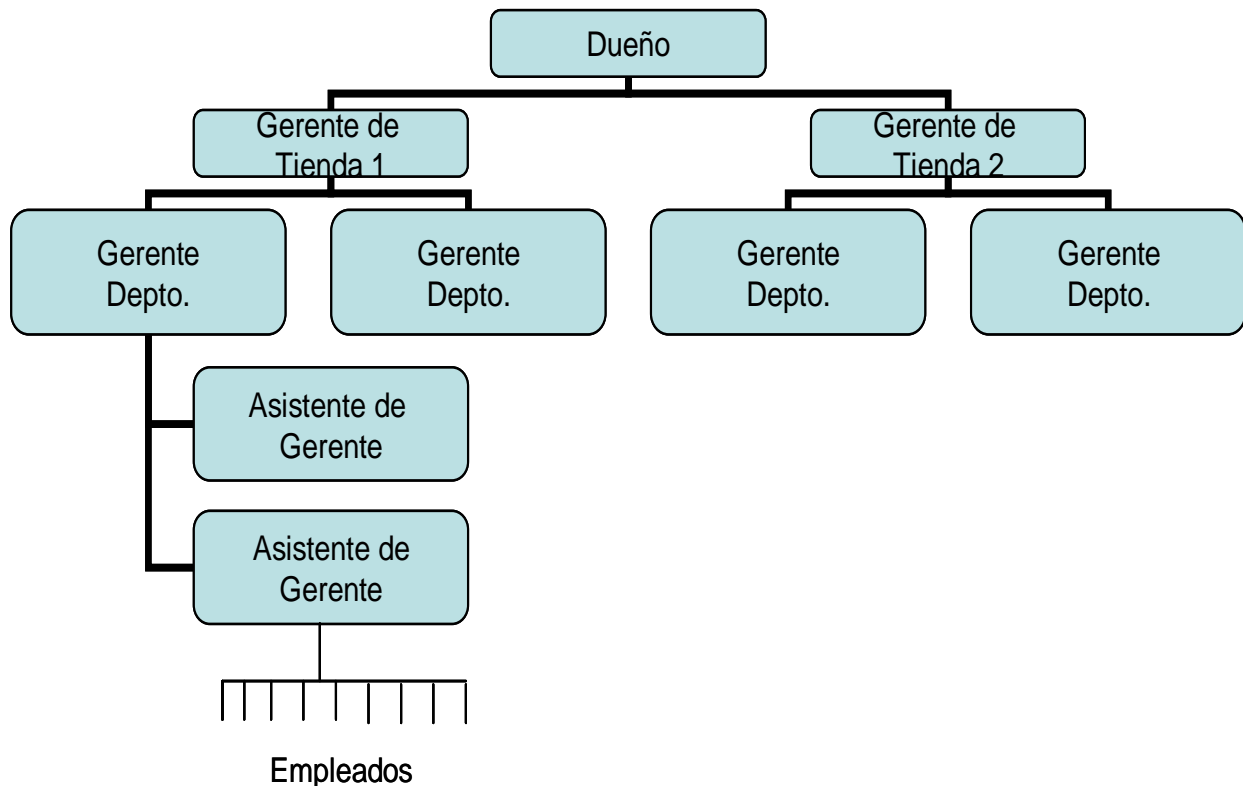 Dueño
Gerente de
Tienda 1
Gerente de
Tienda 2
Gerente
Depto.
Gerente
Depto.
Gerente
Depto.
Gerente
Depto.
Asistente de
Gerente
Asistente de
Gerente
Empleados